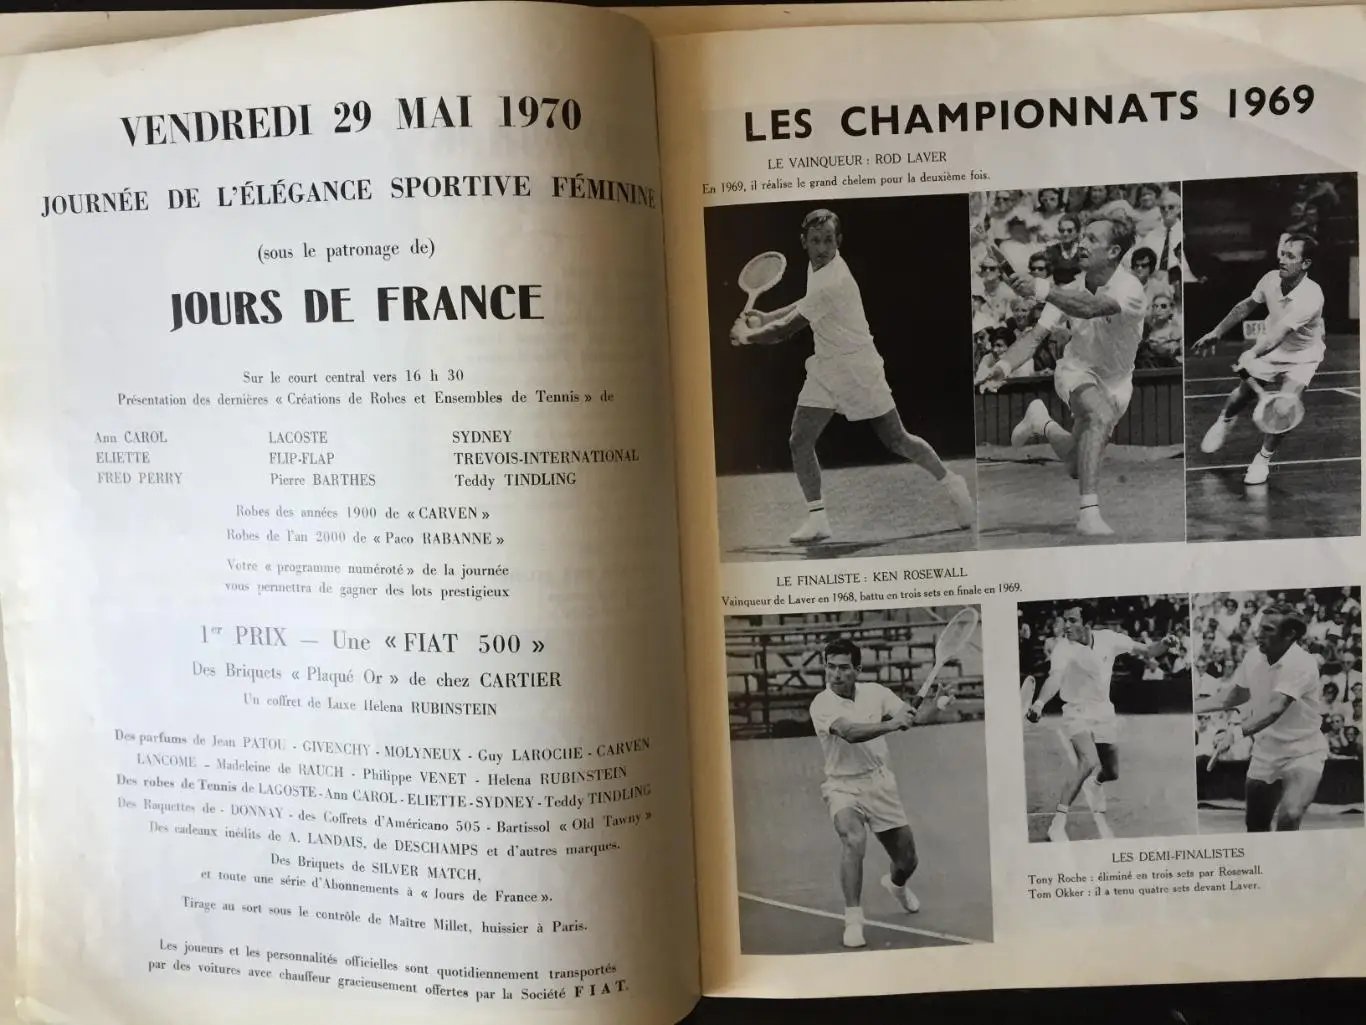 VENDREDI 29 MAI 1970
JOURNÉE DE L'ÉLÉGANCE SPORTIVE FÉMININE
(sous le patronage de)
JOURS DE FRANCE
Sur le court central vers 16 h 30
Présentation des dernières « Créations de Robes et Ensembles de Tennis » de
Ann CAROL LACOSTE SYDNEY
ELIETTE FLIP-FLAP TREVOIS-INTERNATIONAL
FRED PERRY Pierre BARTHES Teddy TINDLING
Robes des années 1900 de « CARVEN »
Robes de l'an 2000 de « Paco RABANNE »
Votre « programme numéroté » de la journée
vous permettra de gagner des lots prestigieux
1er PRIX — Une « FIAT 500 »
Des Briquets « Plaqué Or » de chez CARTIER
Un coffret de Luxe Helena RUBINSTEIN
Des parfums de Jean PATOU - GIVENCHY - MOLYNEUX - Guy LAROCHE - CARVEN
LANCOME - Madeleine de RAUCH - Philippe VENET - Helena RUBINSTEIN
Des robes de Tennis de LACOSTE - Ann CAROL - ELIETTE - SYDNEY - Teddy TINDLING
Des Raquettes de - DONNAY - des Coffrets d'Américano 505 - Bartissol « Old Tawny »
Des cadeaux inédits de A. LANDAIS, de DESCHAMPS et d'autres marques.
Des Briquets de SILVER MATCH,
et toute une série d'Abonnements à « Jours de France ».
Tirage au sort sous le contrôle de Maître Millet, huissier à Paris.
Les joueurs et les personnalités officielles sont quotidiennement transportés
par des voitures avec chauffeur gracieusement offertes par la Société FIAT.
LES CHAMPIONNATS 1969
LE VAINQUEUR : ROD LAVER
En 1969, il réalise le grand chelem pour la deuxième fois.
LE FINALISTE : KEN ROSEWALL
Vainqueur de Laver en 1968, battu en trois sets en finale en 1969.
LES DEMI-FINALISTES
Tony Roche : éliminé en trois sets par Rosewall.
Tom Okker : il a tenu quatre sets devant Laver.